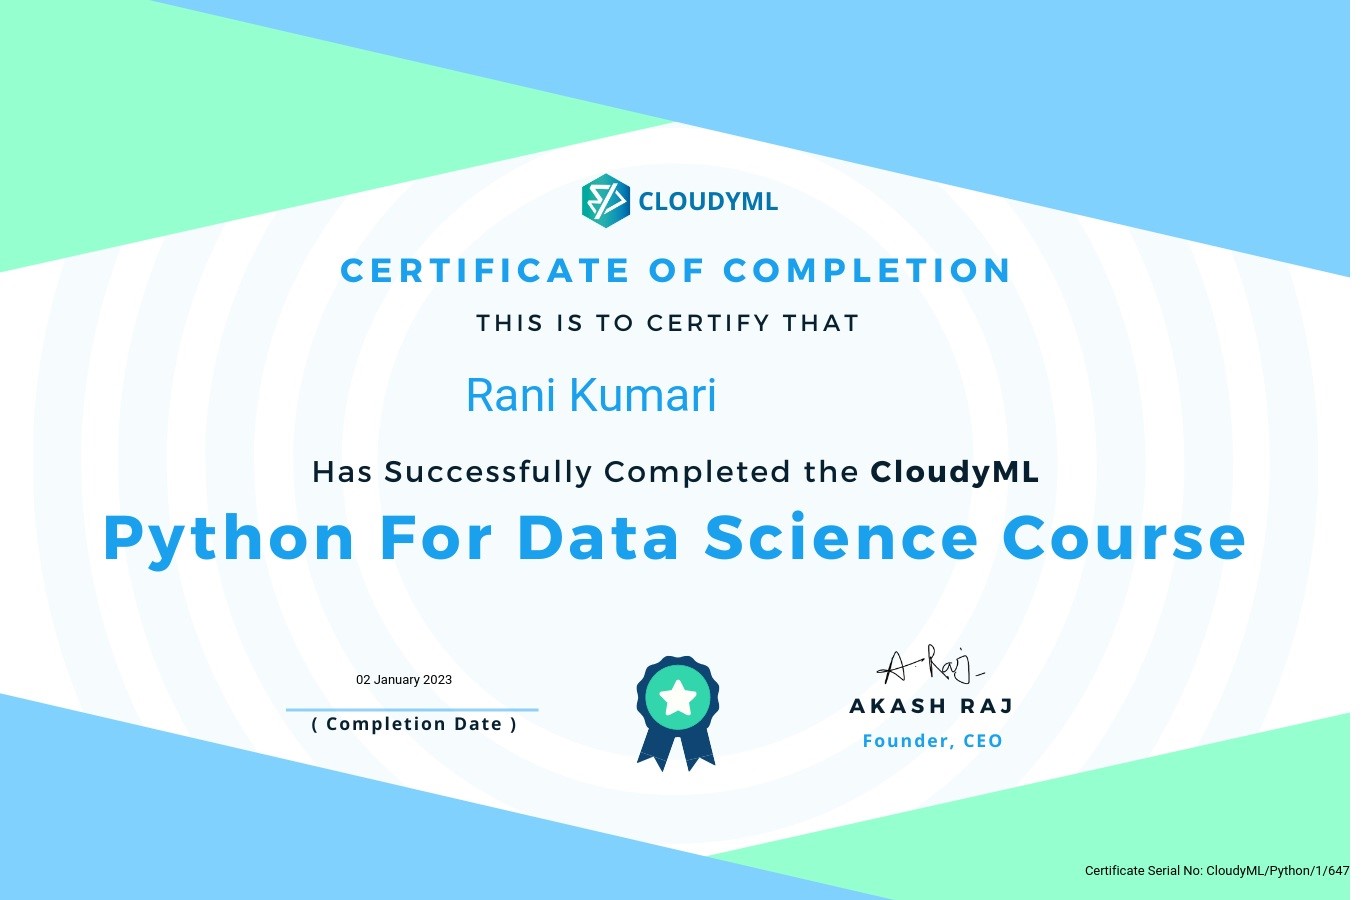 CLOUDYML
CERTIFICATE OF COMPLETION
THIS IS TO CERTIFY THAT
Rani Kumari
Has Successfully Completed the CloudyML
Python For Data Science Course
02 January 2023
( Completion Date )
A. Raj
AKASH RAJ
Founder, CEO
Certificate Serial No: CloudyML/Python/1/647